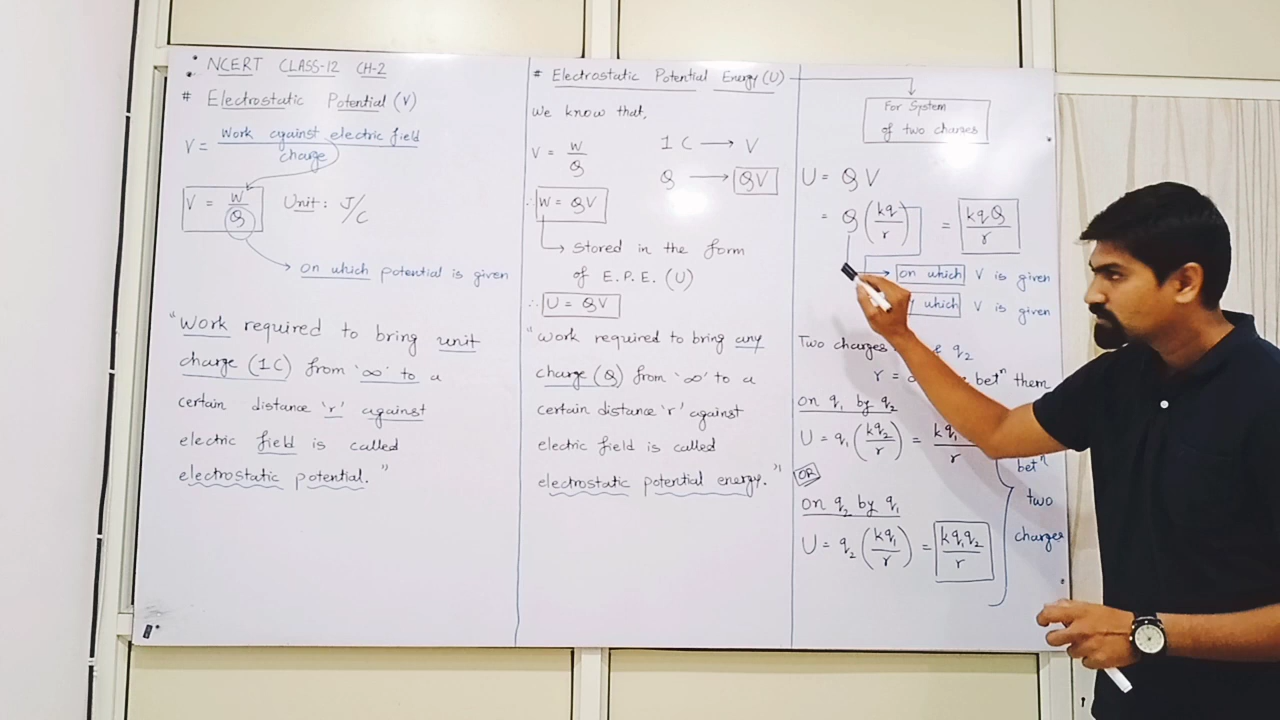 NCERT CLASS-12 CH-2
# Electrostatic Potential (V)
V = Work against electric field / charge
V = W/Q Unit : J/C
on which potential is given
"Work required to bring unit
charge (1C) from '∞' to a
certain distance 'r' against
electric field is called
electrostatic potential."
# Electrostatic Potential Energy (U)
We know that,
V = W/Q
1 C → V
Q → QV
∴ W = QV
Stored in the form
of E.P.E. (U)
∴ U = QV
"Work required to bring any
charge (Q) from '∞' to a
certain distance 'r' against
electric field is called
electrostatic potential energy."
For System
of two charges
U = QV
= Q (kq/r) = kqQ/r
on which V is given
which V is given
Two charges q₂
r = betⁿ them
on q₁ by q₂
U = q₁ (kq₂/r) =
OR
on q₂ by q₁
U = q₂ (kq₁/r) = kq₁q₂/r
betⁿ
two
charges